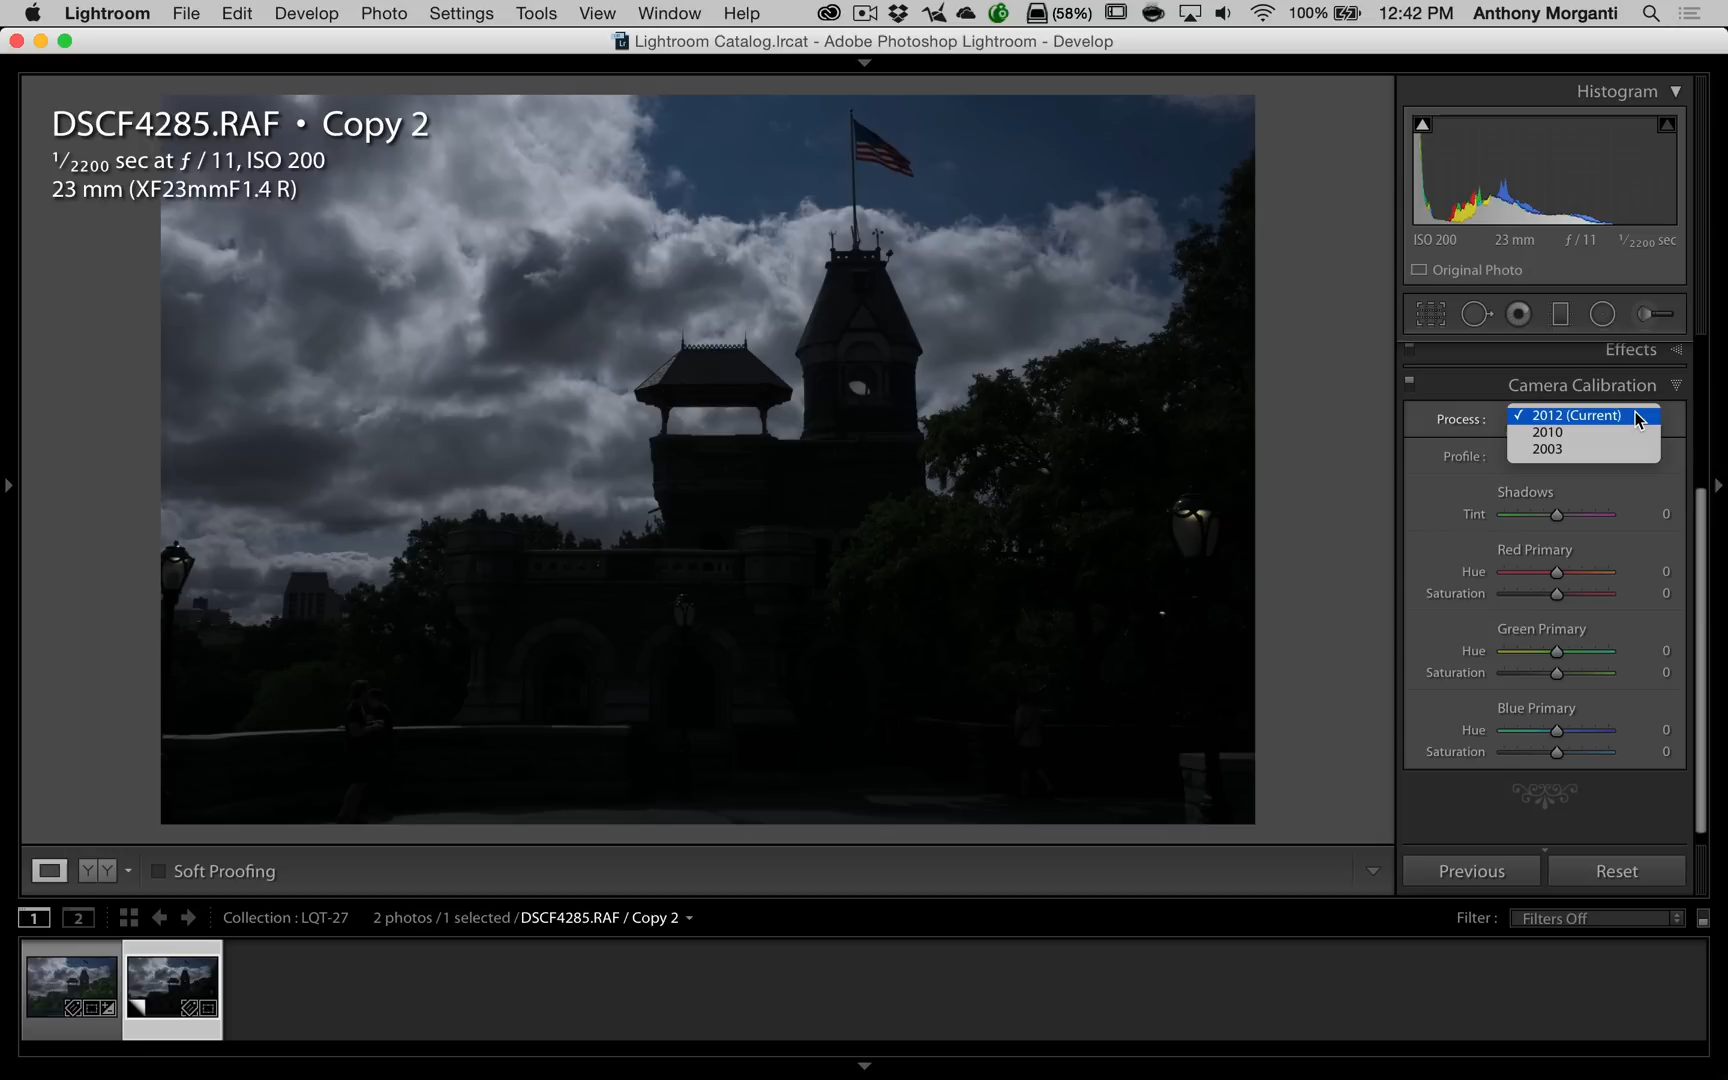 Lightroom File Edit Develop Photo Settings Tools View Window Help (58%) 100% 12:42 PM Anthony Morganti
Lightroom Catalog.lrcat - Adobe Photoshop Lightroom - Develop
DSCF4285.RAF • Copy 2
1/2200 sec at ƒ / 11, ISO 200
23 mm (XF23mmF1.4 R)
Histogram
ISO 200 23 mm ƒ / 11 1/2200 sec
Original Photo
Effects
Camera Calibration
Process : ✓ 2012 (Current)
2010
2003
Profile :
Shadows
Tint 0
Red Primary
Hue 0
Saturation 0
Green Primary
Hue 0
Saturation 0
Blue Primary
Hue 0
Saturation 0
Previous Reset
Y Y Soft Proofing
1 2 Collection : LQT-27 2 photos / 1 selected / DSCF4285.RAF / Copy 2 Filter : Filters Off